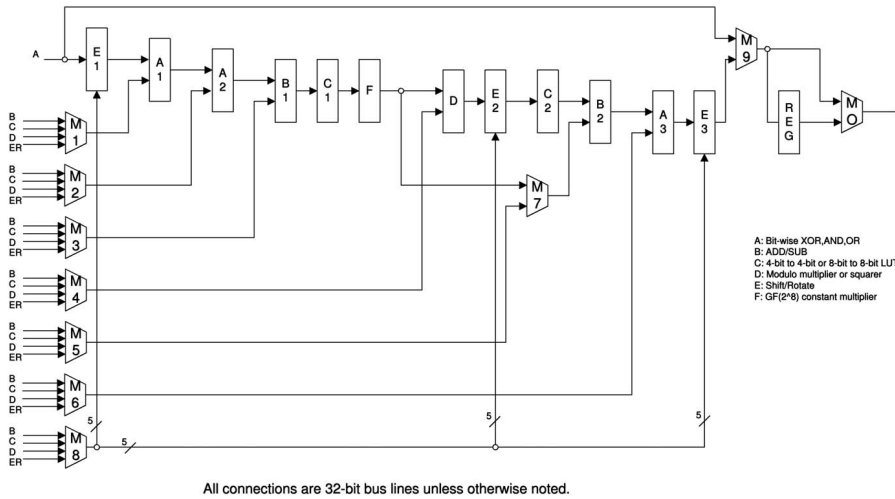 A
E 1
A 1
A 2
B 1
C 1
F
D
E 2
C 2
B 2
A 3
E 3
M 9
R E G
M O
B
C
D
ER
M 1
B
C
D
ER
M 2
B
C
D
ER
M 3
B
C
D
ER
M 4
B
C
D
ER
M 5
B
C
D
ER
M 6
B
C
D
ER
M 8
M 7
5
5
5
5
A: Bit-wise XOR,AND,OR
B: ADD/SUB
C: 4-bit to 4-bit or 8-bit to 8-bit LUT
D: Modulo multiplier or squarer
E: Shift/Rotate
F: GF(2^8) constant multiplier
All connections are 32-bit bus lines unless otherwise noted.